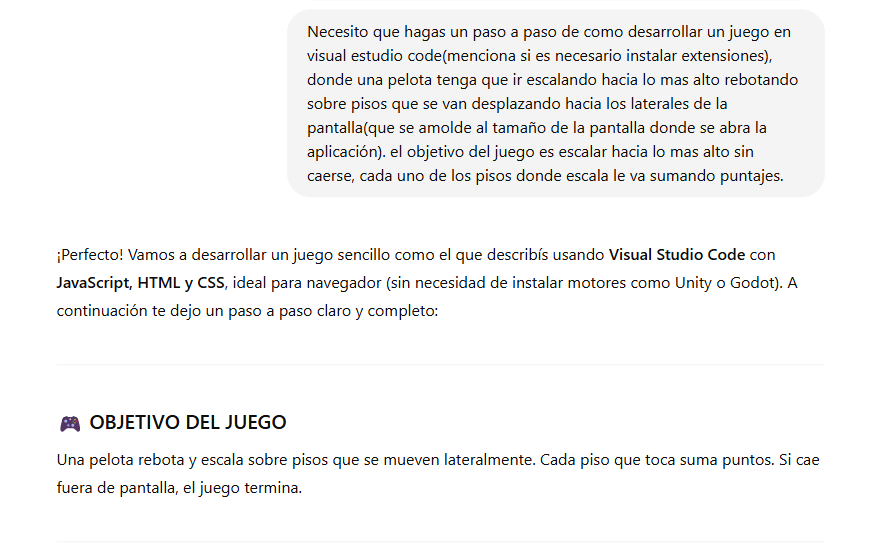 Necesito que hagas un paso a paso de como desarrollar un juego en
visual estudio code(menciona si es necesario instalar extensiones),
donde una pelota tenga que ir escalando hacia lo mas alto rebotando
sobre pisos que se van desplazando hacia los laterales de la
pantalla(que se amolde al tamaño de la pantalla donde se abra la
aplicación). el objetivo del juego es escalar hacia lo mas alto sin
caerse, cada uno de los pisos donde escala le va sumando puntajes.
¡Perfecto! Vamos a desarrollar un juego sencillo como el que describís usando Visual Studio Code con
JavaScript, HTML y CSS, ideal para navegador (sin necesidad de instalar motores como Unity o Godot). A
continuación te dejo un paso a paso claro y completo:
🎮 OBJETIVO DEL JUEGO
Una pelota rebota y escala sobre pisos que se mueven lateralmente. Cada piso que toca suma puntos. Si cae
fuera de pantalla, el juego termina.